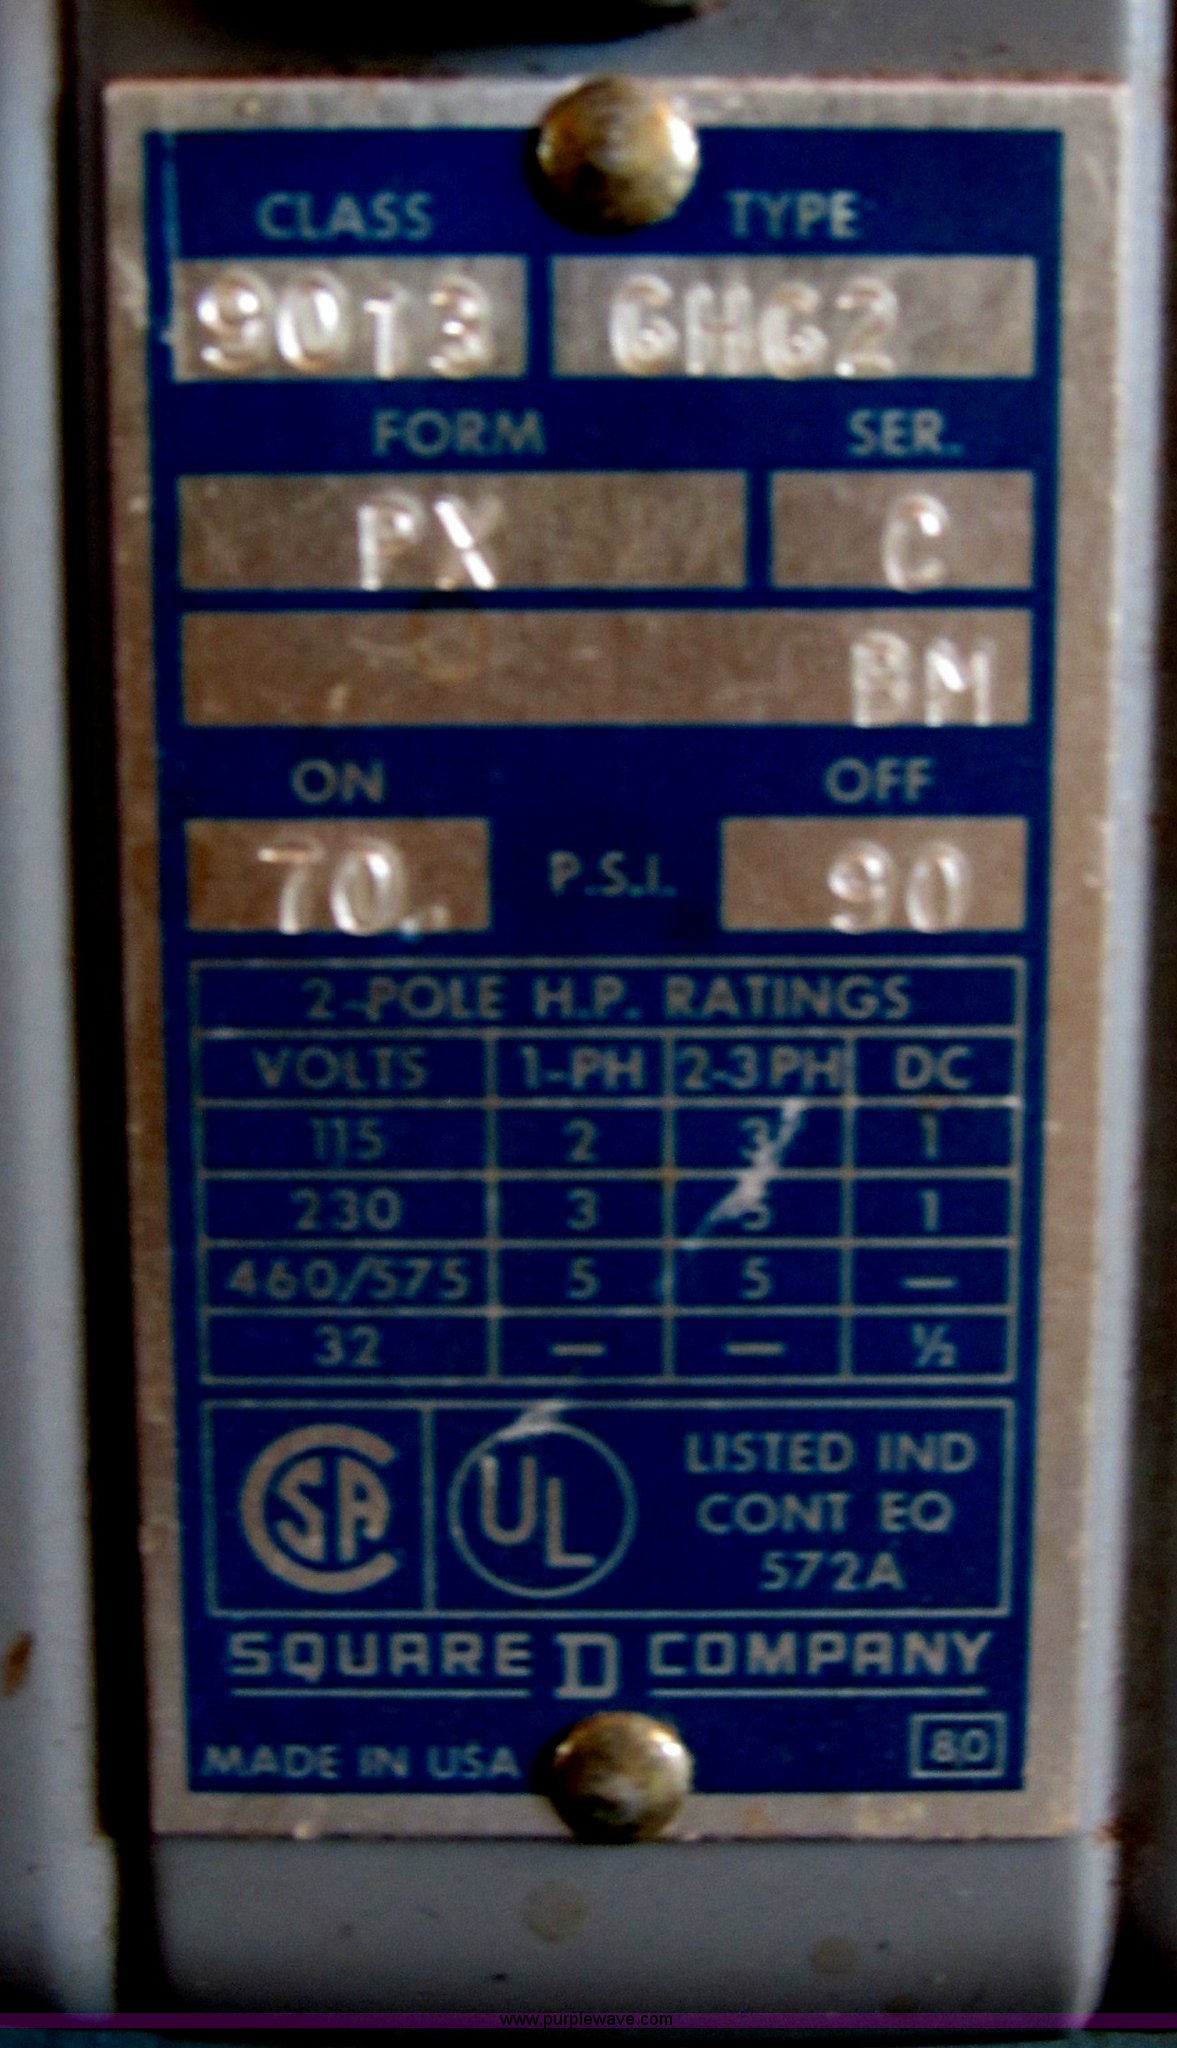 CLASS TYPE
9013 GHG2
FORM SER.
PX C
BM
ON OFF
70. P.S.I. 90
2-POLE H.P. RATINGS
VOLTS 1-PH 2-3PH DC
115 2 3 1
230 3 5 1
460/575 5 5 —
32 — — ½
CSA UL LISTED IND
CONT EQ
572A
SQUARE D COMPANY
MADE IN USA 80
www.purplewave.com